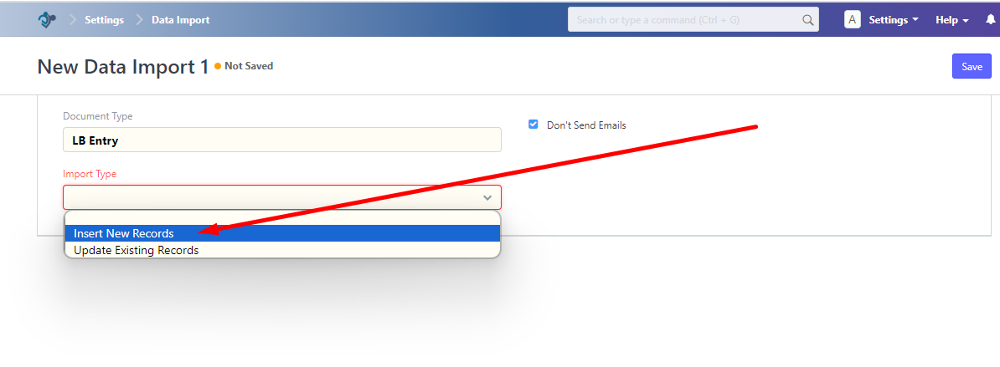 Settings
Data Import
Search or type a command (Ctrl + G)
A
Settings
Help
New Data Import 1
Not Saved
Save
Document Type
LB Entry
Don't Send Emails
Import Type
Insert New Records
Update Existing Records